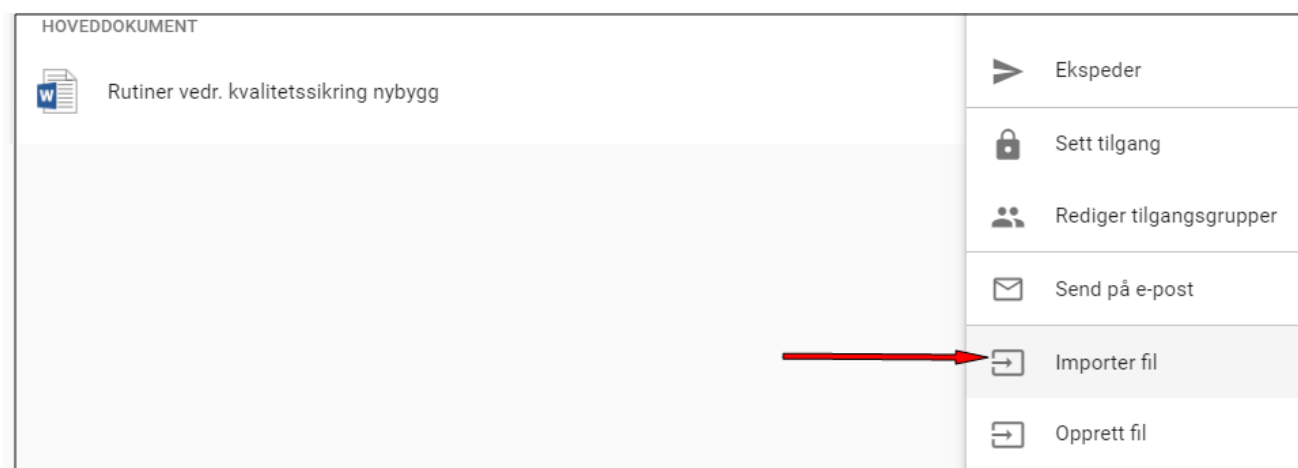 HOVEDDOKUMENT
W
Rutiner vedr. kvalitetssikring nybygg
Ekspeder
Sett tilgang
Rediger tilgangsgrupper
Send på e-post
Importer fil
Opprett fil